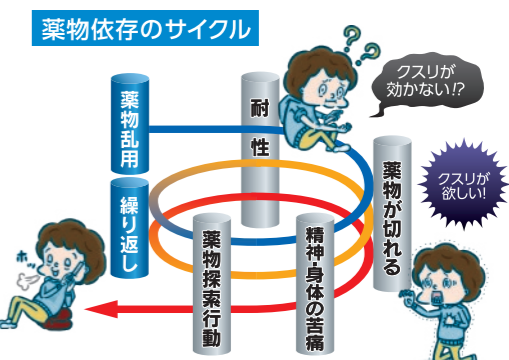 薬物依存のサイクル
???
クスリが
効かない!?
薬物乱用
耐性
薬物が切れる
クスリが
欲しい!
繰り返し
ホッ
薬物探索行動
精神・身体の苦痛